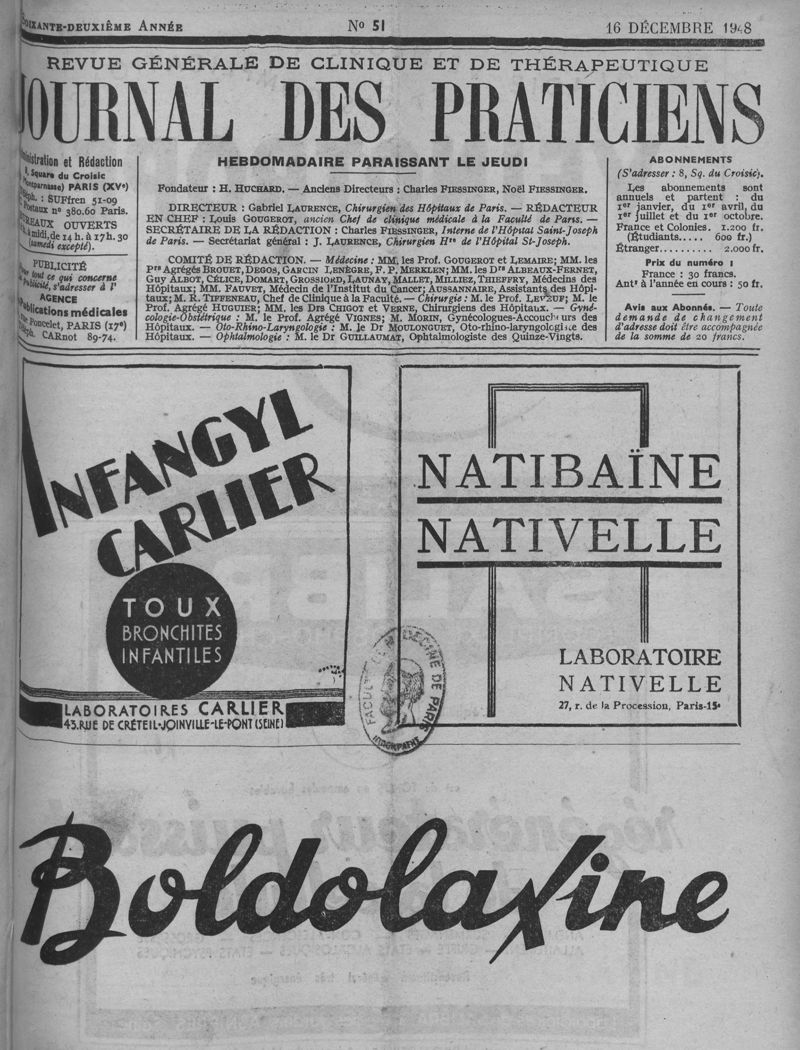 SOIXANTE-DEUXIÈME ANNÉE
No 51
16 DÉCEMBRE 1948
REVUE GÉNÉRALE DE CLINIQUE ET DE THÉRAPEUTIQUE
JOURNAL DES PRATICIENS
Administration et Rédaction
8, Square du Croisic
(Montparnasse) PARIS (XVe)
Téléph. : SUFfren 51-09
Postaux no 380.60 Paris.
BUREAUX OUVERTS
midi, de 14 h. à 17 h. 30
(samedi excepté).
PUBLICITÉ
Pour tout ce qui concerne
la Publicité, s'adresser à l'
AGENCE
Publications médicales
Poncelet, PARIS (17e)
Téléph. CARnot 89-74.
HEBDOMADAIRE PARAISSANT LE JEUDI
Fondateur : H. HUCHARD. — Anciens Directeurs : Charles FIESSINGER, Noël FIESSINGER.
DIRECTEUR : Gabriel LAURENCE, Chirurgien des Hôpitaux de Paris. — RÉDACTEUR
EN CHEF : Louis GOUGEROT, ancien Chef de clinique médicale à la Faculté de Paris. —
SECRÉTAIRE DE LA RÉDACTION : Charles FIESSINGER, Interne de l'Hôpital Saint-Joseph
de Paris. — Secrétariat général : J. LAURENCE, Chirurgien Hre de l'Hôpital St-Joseph.
COMITÉ DE RÉDACTION. — Médecine : MM. les Prof. GOUGEROT et LEMAIRE; MM. les
Prs Agrégés BROUET, DEGOS, GARCIN LENÈGRE, F. P. MERKLEN; MM. les Drs ALBEAUX-FERNET,
Guy ALBOT, CÉLICE, DOMART, GROSSIORD, LAUNAY, MALLET, MILLIEZ, THIEFFRY, Médecins des
Hôpitaux; MM. FAUVET, Médecin de l'Institut du Cancer; AUSSANNAIRE, Assistants des Hôpi-
taux; M. R. TIFFENEAU, Chef de Clinique à la Faculté. — Chirurgie : M. le Prof. LEVEUF; M. le
Prof. Agrégé HUGUIER; MM. les Drs CHIGOT et VERNE, Chirurgiens des Hôpitaux. — Gyné-
cologie-Obstétrique : M. le Prof. Agrégé VIGNES; M. MORIN, Gynécologues-Accoucheurs des
Hôpitaux. — Oto-Rhino-Laryngologie : M. le Dr MOULONGUET, Oto-rhino-laryngologiste des
Hôpitaux. — Ophtalmologie : M. le Dr GUILLAUMAT, Ophtalmologiste des Quinze-Vingts.
ABONNEMENTS
(S'adresser : 8, Sq. du Croisic).
Les abonnements sont
annuels et partent : du
1er janvier, du 1er avril, du
1er juillet et du 1er octobre.
France et Colonies. 1.200 fr.
(Étudiants..... 600 fr.)
Étranger.......... 2.000 fr.
Prix du numéro :
France : 30 francs.
Antr à l'année en cours : 50 fr.
Avis aux Abonnés. — Toute
demande de changement
d'adresse doit être accompagnée
de la somme de 20 francs.
INFANGYL
CARLIER
TOUX
BRONCHITES
INFANTILES
LABORATOIRES CARLIER
43, RUE DE CRÉTEIL-JOINVILLE-LE-PONT (SEINE)
NATIBAÏNE
NATIVELLE
LABORATOIRE
NATIVELLE
27, r. de la Procession, Paris-15e
FACULTÉ DE MÉDECINE DE PARIS
Boldolaxine